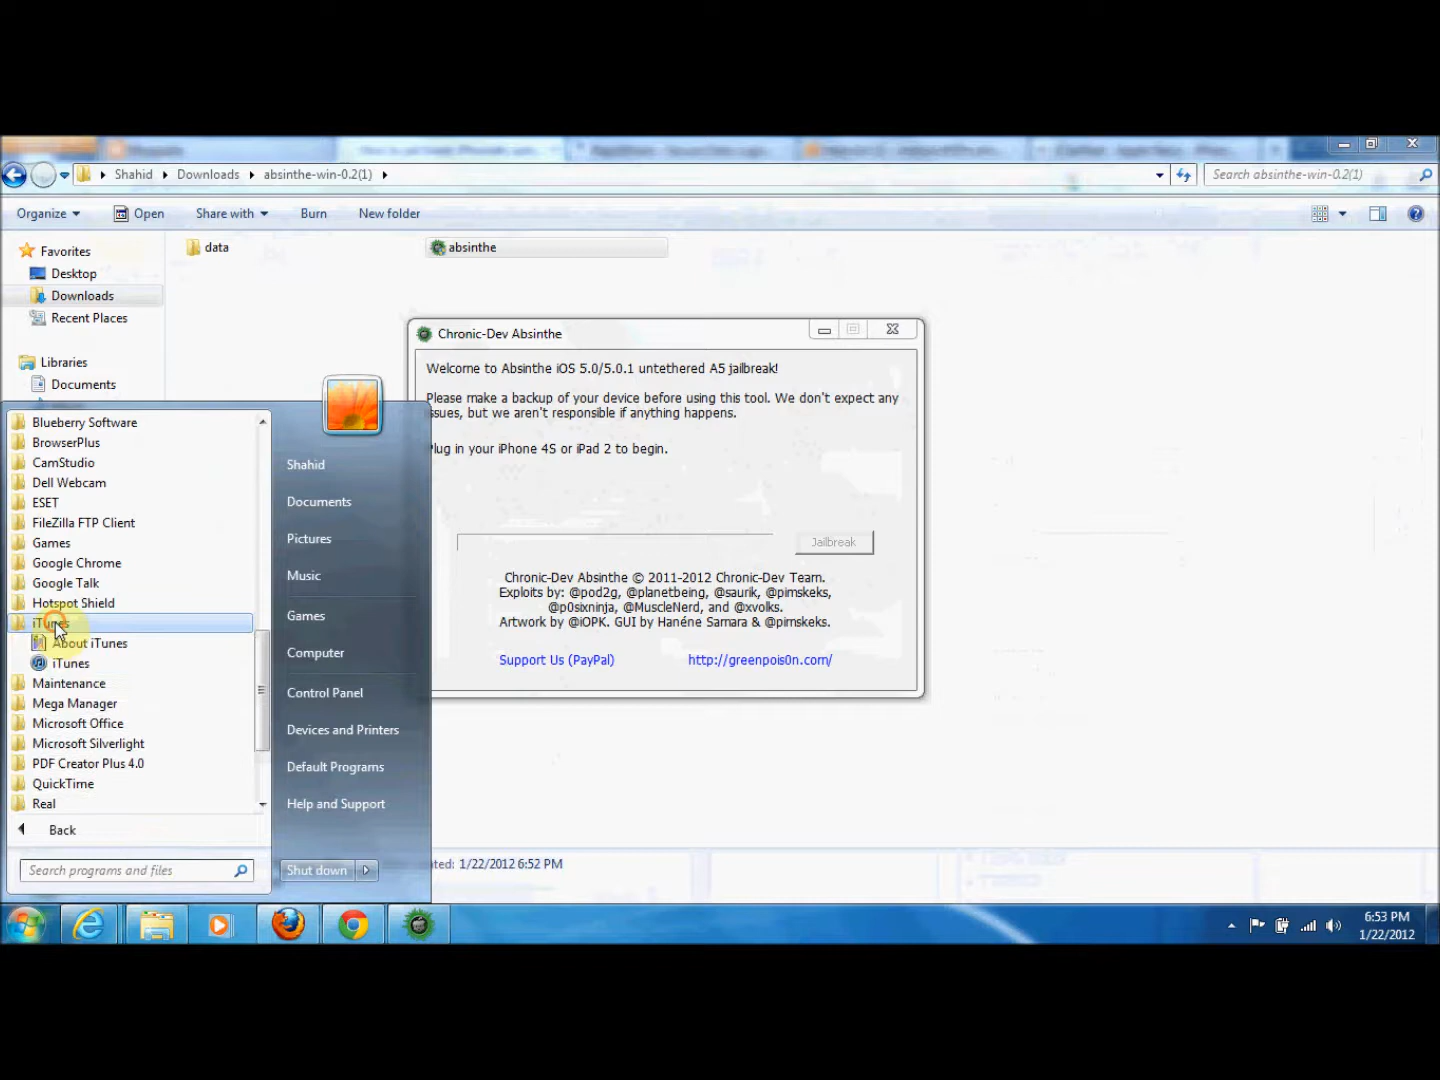 Shahid Downloads absinthe-win-0.2(1) Search absinthe-win-0.2(1)
Organize Open Share with Burn New folder
Favorites
Desktop
Downloads
Recent Places
Libraries
Documents
data absinthe
Chronic-Dev Absinthe
Welcome to Absinthe iOS 5.0/5.0.1 untethered A5 jailbreak!
Please make a backup of your device before using this tool. We don't expect any
issues, but we aren't responsible if anything happens.
Plug in your iPhone 4S or iPad 2 to begin.
Jailbreak
Chronic-Dev Absinthe © 2011-2012 Chronic-Dev Team.
Exploits by: @pod2g, @planetbeing, @saurik, @pimskeks,
@p0sixninja, @MuscleNerd, and @xvolks.
Artwork by @iOPK. GUI by Hanéne Samara & @pimskeks.
Support Us (PayPal) http://greenpois0n.com/
Blueberry Software
BrowserPlus
CamStudio
Dell Webcam
ESET
FileZilla FTP Client
Games
Google Chrome
Google Talk
Hotspot Shield
iTunes
About iTunes
iTunes
Maintenance
Mega Manager
Microsoft Office
Microsoft Silverlight
PDF Creator Plus 4.0
QuickTime
Real
Back
Search programs and files
Shahid
Documents
Pictures
Music
Games
Computer
Control Panel
Devices and Printers
Default Programs
Help and Support
Shut down
1/22/2012 6:52 PM
6:53 PM
1/22/2012